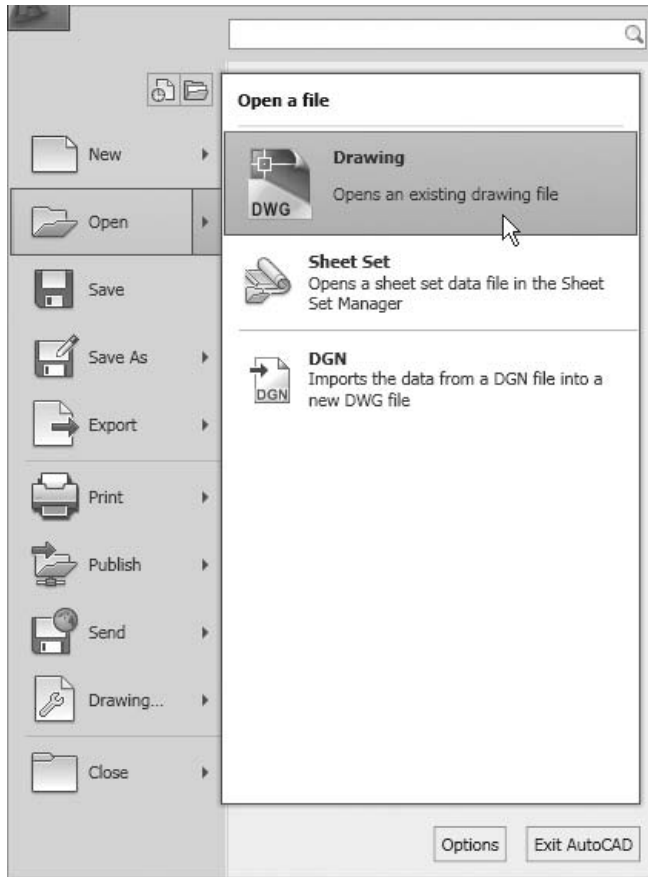 Open a file
New
Drawing
Opens an existing drawing file
DWG
Open
Sheet Set
Opens a sheet set data file in the Sheet
Set Manager
Save
DGN
Imports the data from a DGN file into a
new DWG file
DGN
Save As
Export
Print
Publish
Send
Drawing...
Close
Options
Exit AutoCAD